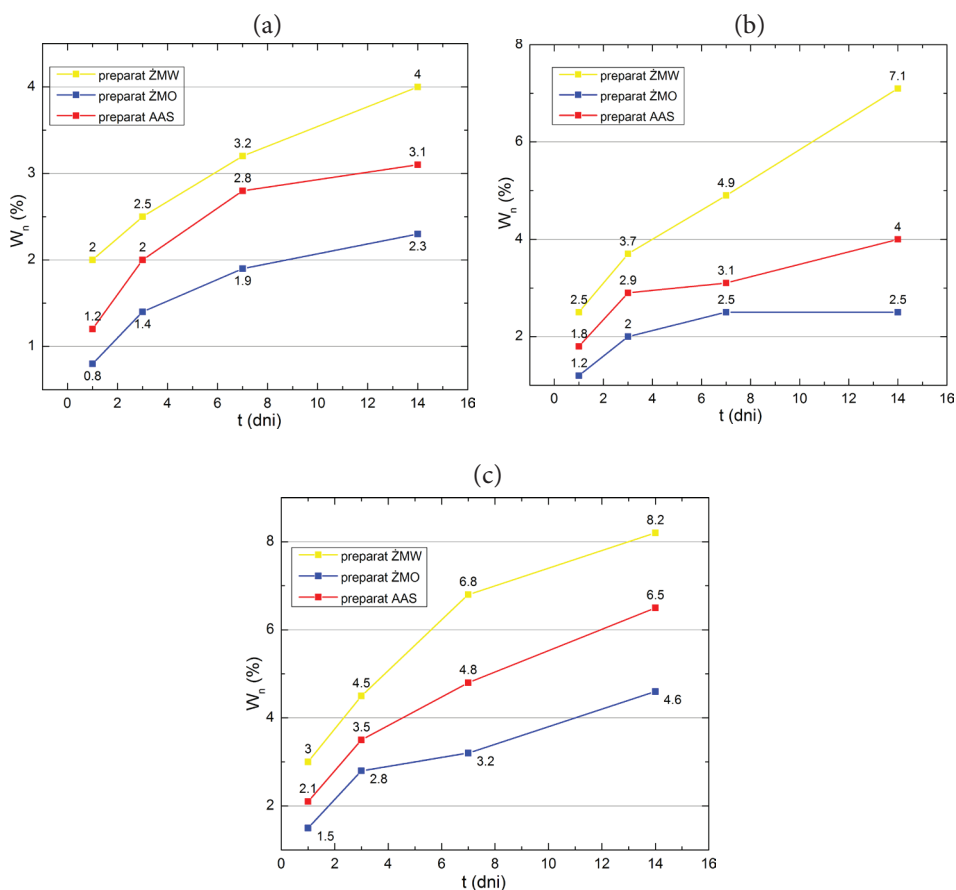 (a)
preparat ŻMW
preparat ŻMO
preparat AAS
W_n (%)
4
3
2
1
2
2.5
3.2
4
1.2
2
2.8
3.1
0.8
1.4
1.9
2.3
0 2 4 6 8 10 12 14 16
t (dni)
(b)
preparat ŻMW
preparat ŻMO
preparat AAS
W_n (%)
8
6
4
2
2.5
3.7
4.9
7.1
1.8
2.9
3.1
4
1.2
2
2.5
2.5
0 2 4 6 8 10 12 14 16
t (dni)
(c)
preparat ŻMW
preparat ŻMO
preparat AAS
W_n (%)
8
6
4
2
3
4.5
6.8
8.2
2.1
3.5
4.8
6.5
1.5
2.8
3.2
4.6
0 2 4 6 8 10 12 14 16
t (dni)